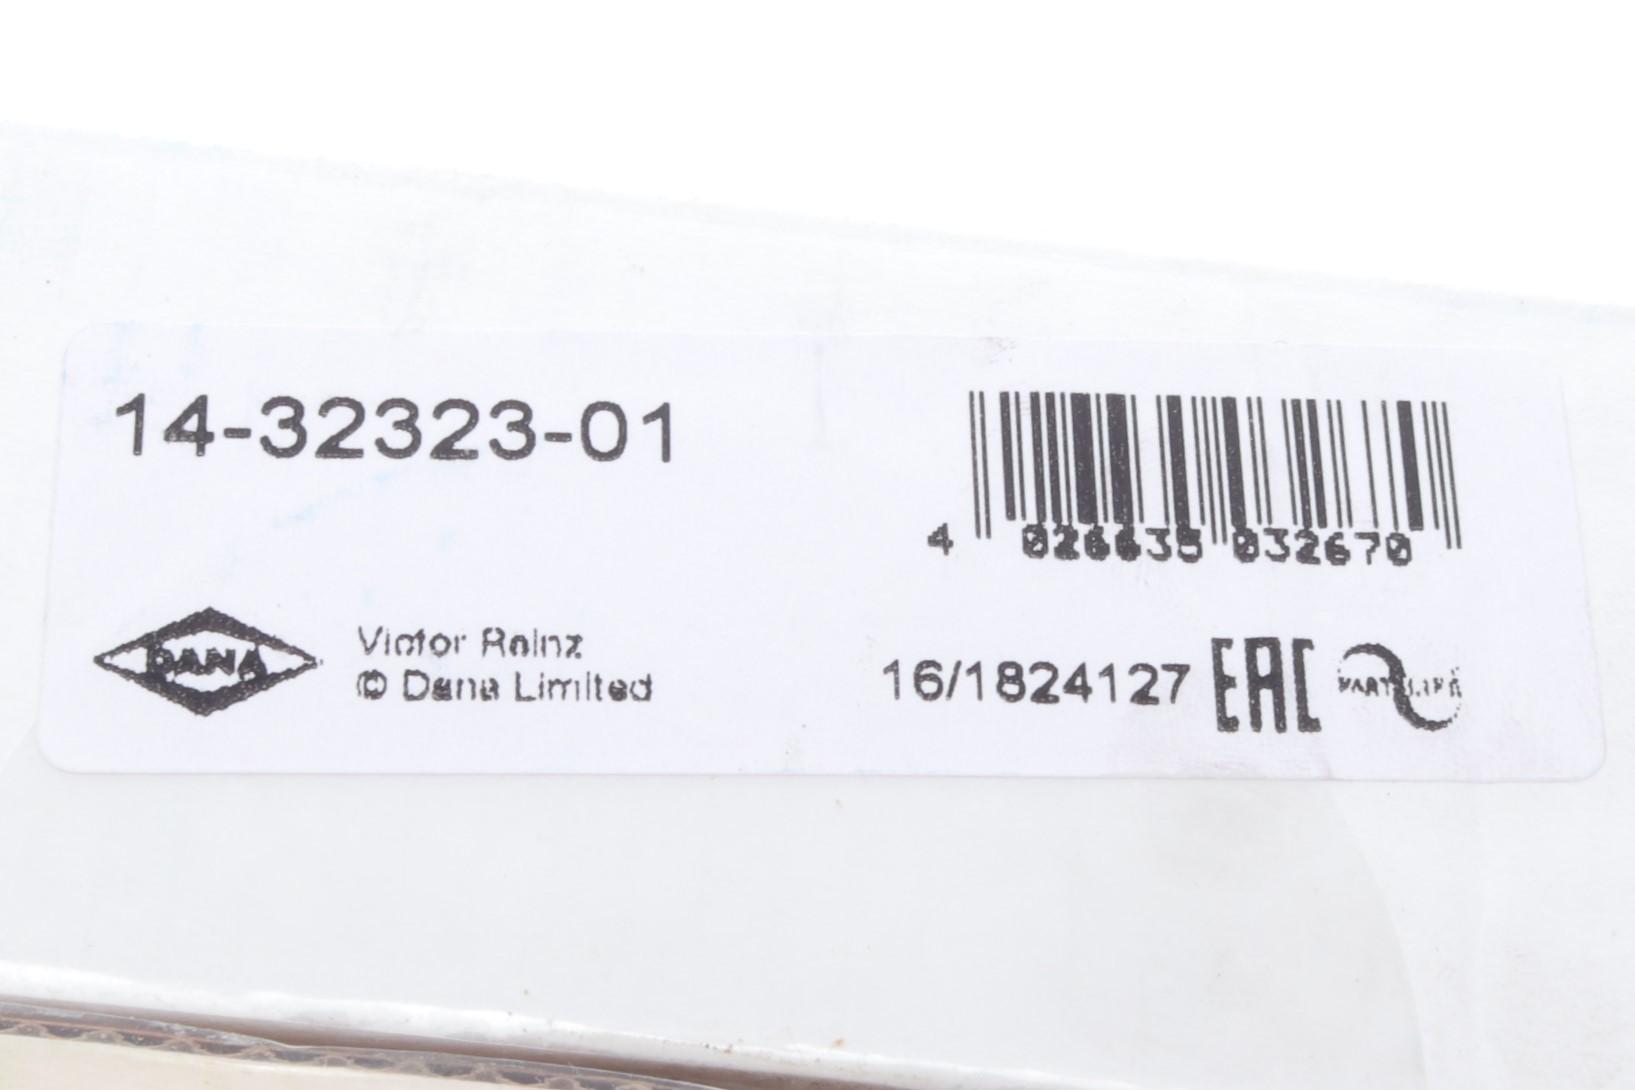 14-32323-01
4 026635 032670
DANA
Victor Reinz
© Dana Limited
16/1824127 EAC